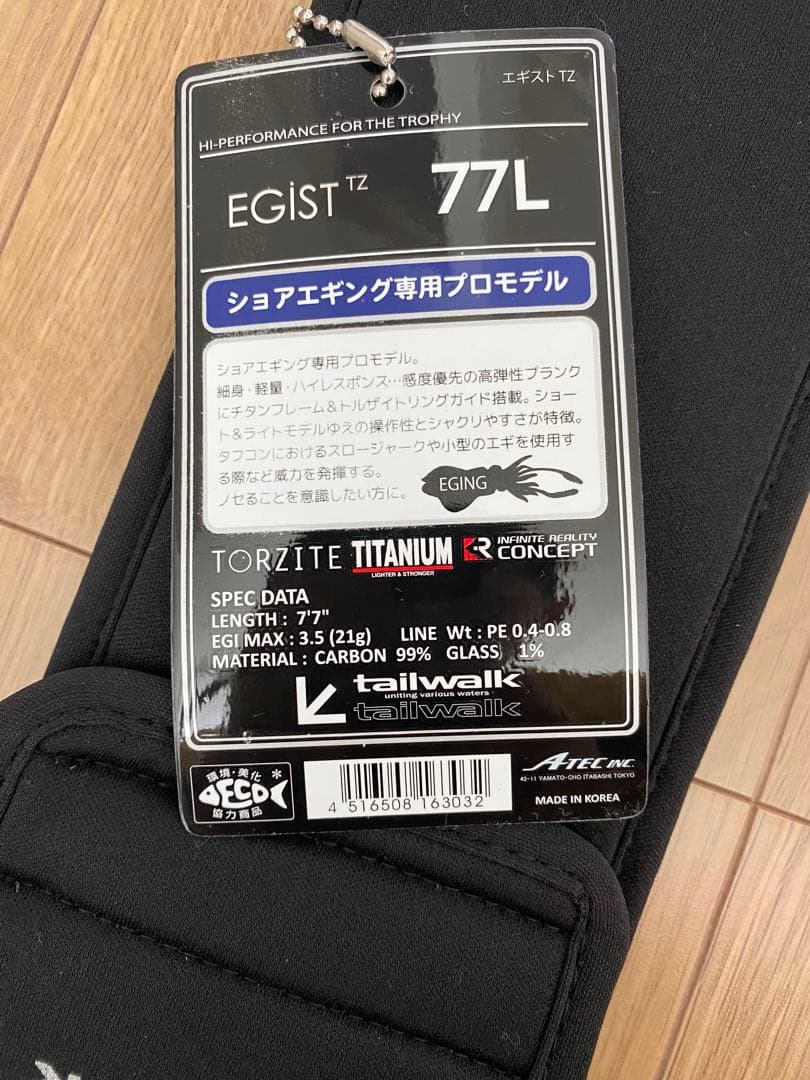 エギスト TZ
HI-PERFORMANCE FOR THE TROPHY
EGiST TZ 77L
ショアエギング専用プロモデル
ショアエギング専用プロモデル。
細身・軽量・ハイレスポンス…感度優先の高弾性ブランク
にチタンフレーム＆トルザイトリングガイド搭載。ショー
ト＆ライトモデルゆえの操作性とシャクリやすさが特徴。
タフコンにおけるスロージャークや小型のエギを使用す
る際など威力を発揮する。
ノセることを意識したい方に。
EGING
TORZITE TITANIUM KR INFINITE REALITY CONCEPT
LIGHTER & STRONGER
SPEC DATA
LENGTH : 7'7"
EGI MAX : 3.5 (21g) LINE Wt : PE 0.4-0.8
MATERIAL : CARBON 99% GLASS 1%
tailwalk
uniting various waters
tailwalk
環境・美化
ECO
協力商品
4 516508 163032
ATEC INC.
42-11 YAMATO-CHO ITABASHI TOKYO
MADE IN KOREA